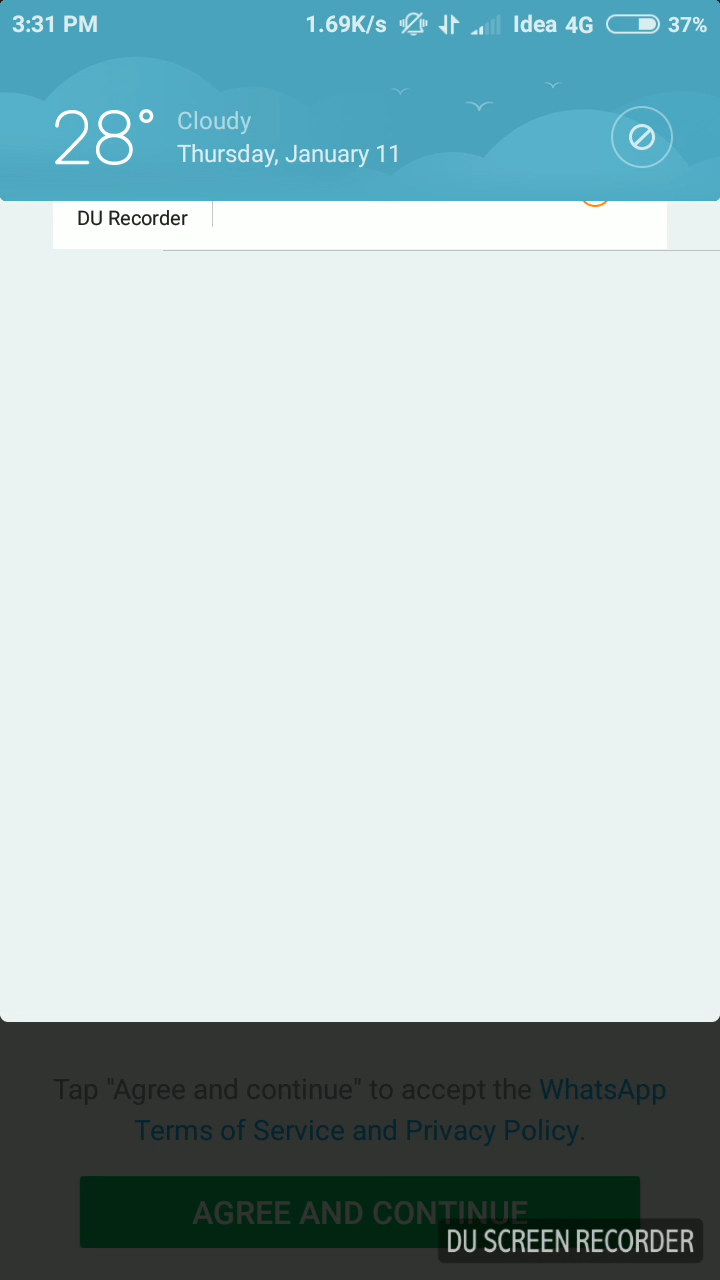 3:31 PM 1.69K/s Idea 4G 37%
28° Cloudy
Thursday, January 11
DU Recorder
Tap "Agree and continue" to accept the WhatsApp
Terms of Service and Privacy Policy.
AGREE AND CONTINUE
DU SCREEN RECORDER